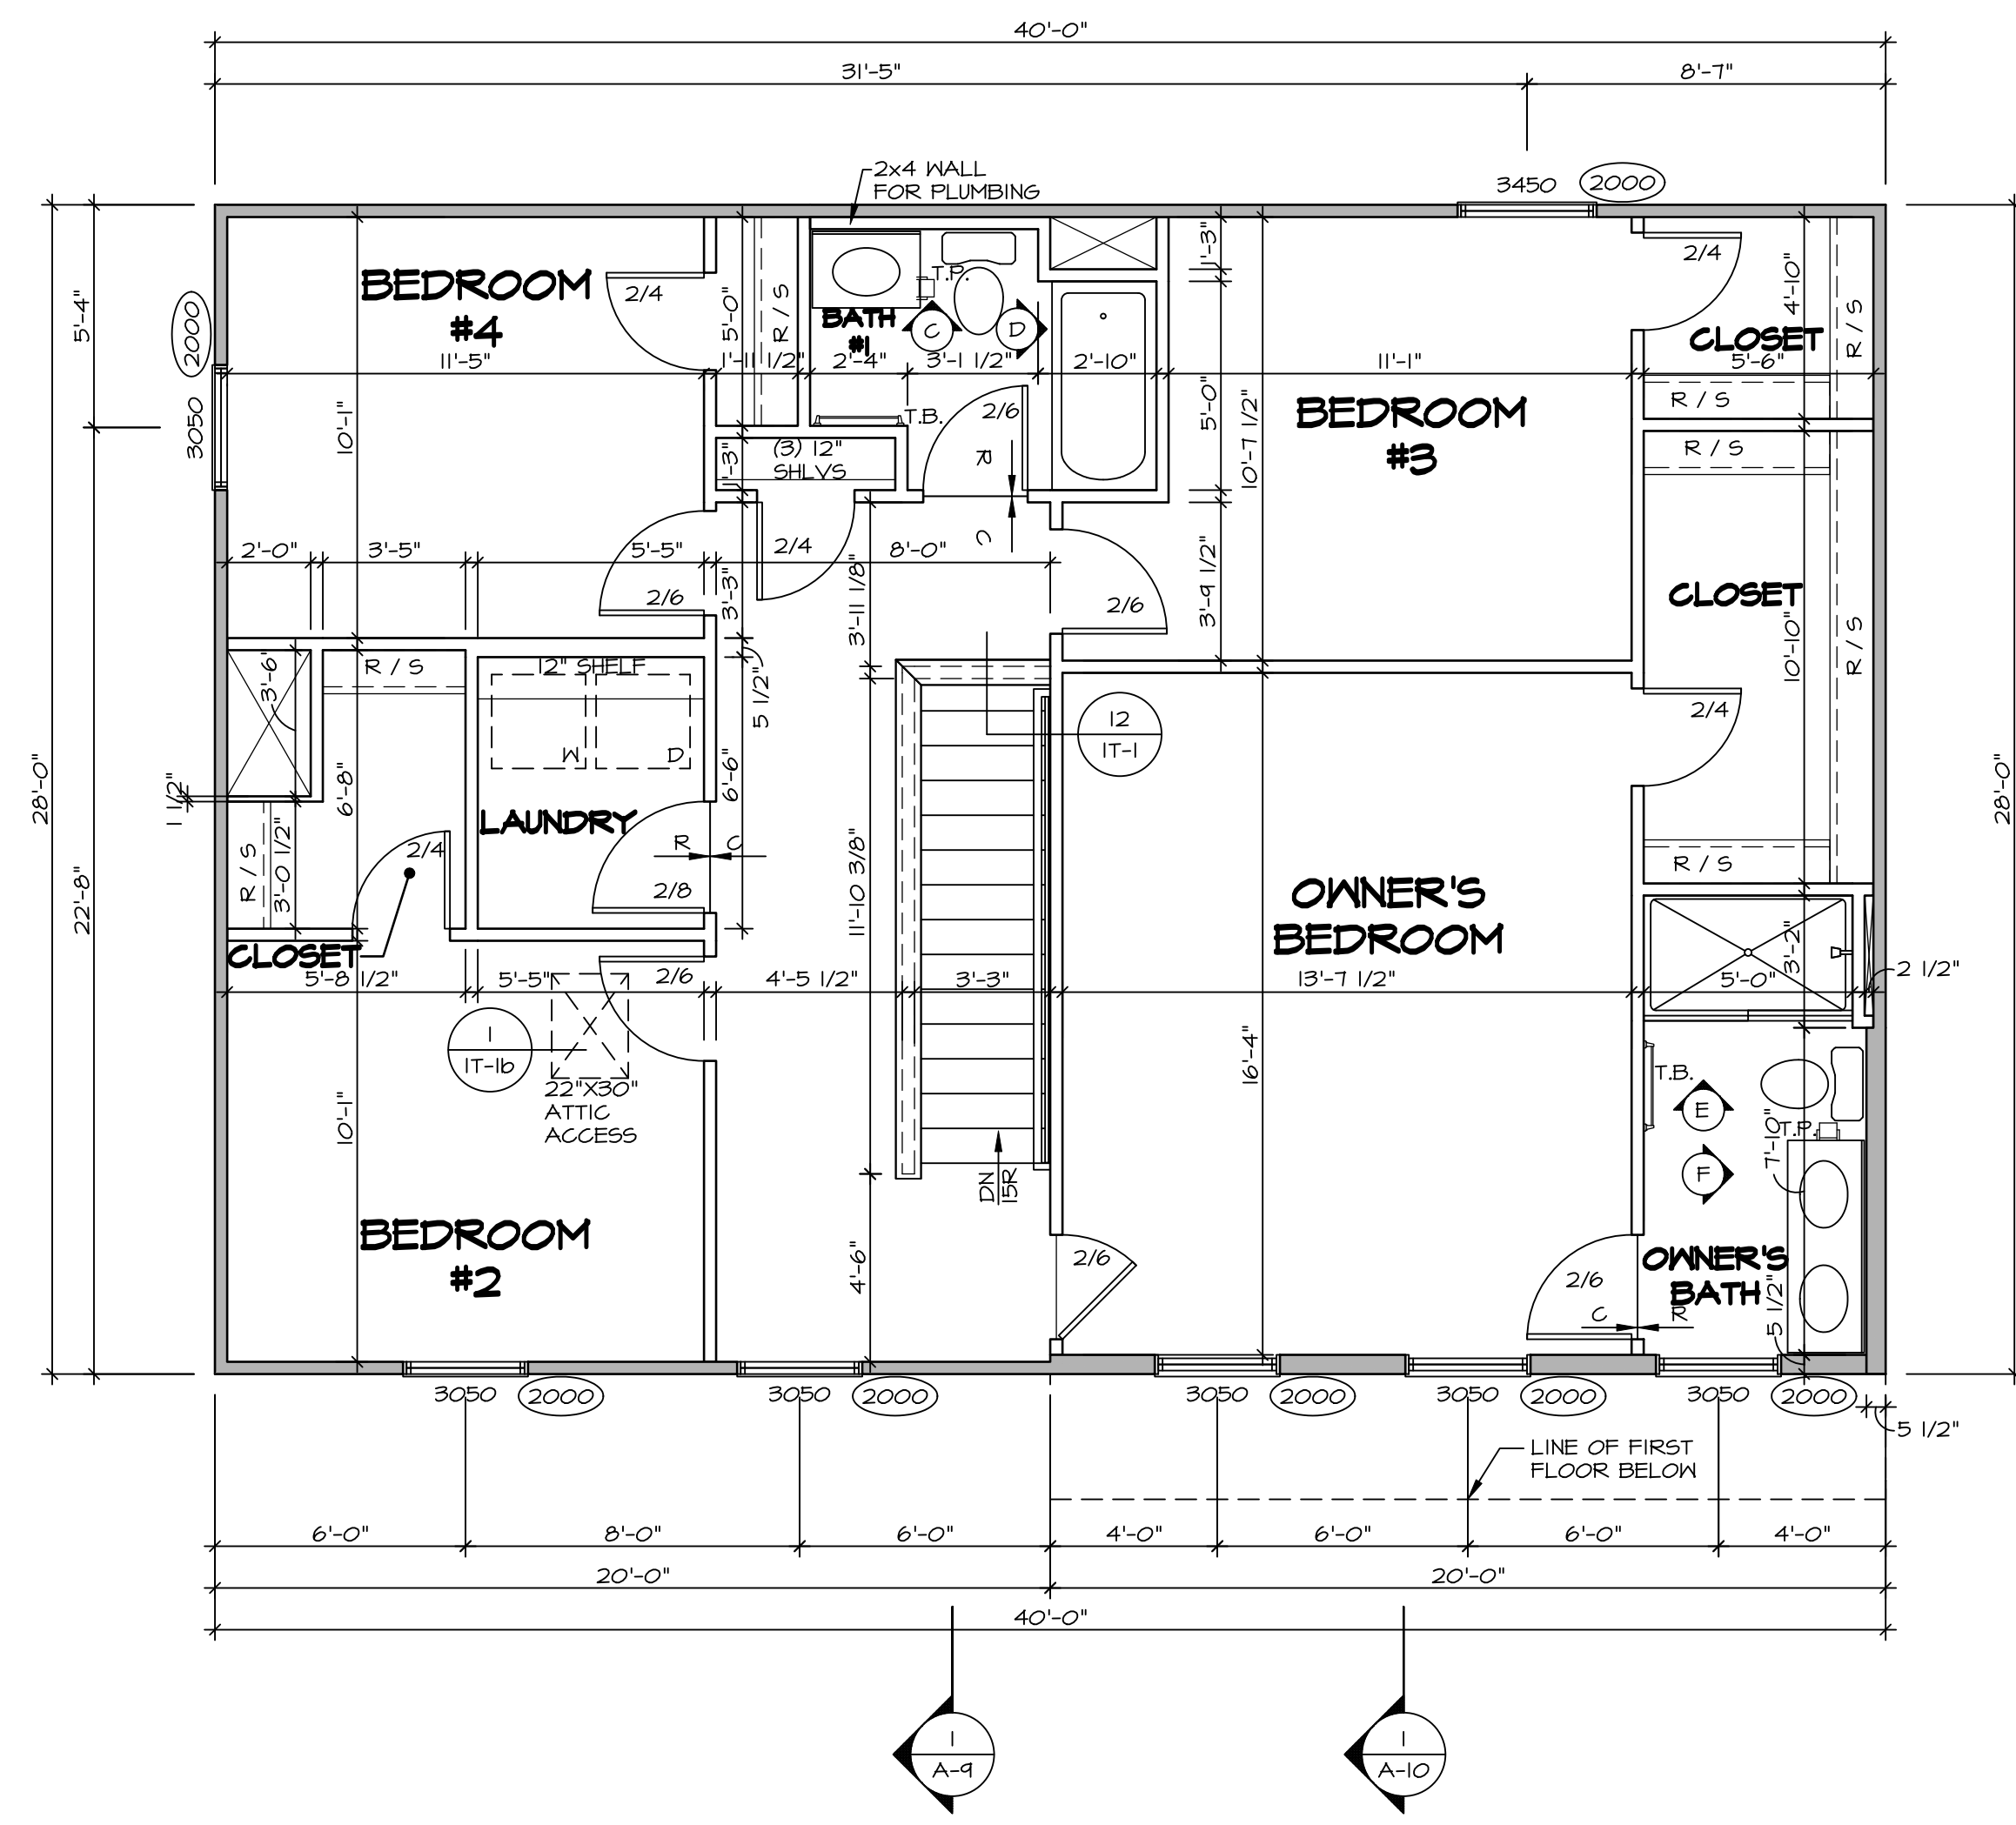 40'-0"
31'-5"
8'-7"
2x4 WALL
FOR PLUMBING
3450
2000
BEDROOM
#4
2/4
5'-0"
R / S
T.P.
BATH
#1
C
D
1'-3"
2/4
4'-10"
R / S
CLOSET
5'-4"
2000
3050
11'-5"
1'-11 1/2"
2'-4"
3'-1 1/2"
2'-10"
11'-1"
5'-6"
10'-1"
T.B.
2/6
5'-0"
10'-7 1/2"
BEDROOM
#3
R / S
R / S
1'-3"
(3) 12"
SHLVS
R
C
2'-0"
3'-5"
5'-5"
2/4
8'-0"
2/6
3'-3"
3'-11 1/8"
2/6
3'-9 1/2"
CLOSET
10'-10"
R / S
3'-6"
R / S
12" SHELF
5 1/2"
W
D
12
1T-1
2/4
28'-0"
1 1/2"
6'-8"
6'-6"
LAUNDRY
28'-0"
22'-8"
R / S
3'-0 1/2"
2/4
R
C
2/8
11'-10 3/8"
OWNER'S
BEDROOM
R / S
CLOSET
5'-8 1/2"
5'-5"
2/6
4'-5 1/2"
3'-3"
13'-7 1/2"
5'-0"
3'-2"
2 1/2"
1
1T-1b
22"X30"
ATTIC
ACCESS
10'-1"
16'-4"
T.B.
E
T.P.
7'-10"
F
DN
15R
BEDROOM
#2
4'-6"
2/6
2/6
C
R
OWNER'S
BATH
5 1/2"
3050
2000
3050
2000
3050
2000
3050
2000
3050
2000
5 1/2"
LINE OF FIRST
FLOOR BELOW
6'-0"
8'-0"
6'-0"
4'-0"
6'-0"
6'-0"
4'-0"
20'-0"
20'-0"
40'-0"
1
A-9
1
A-10